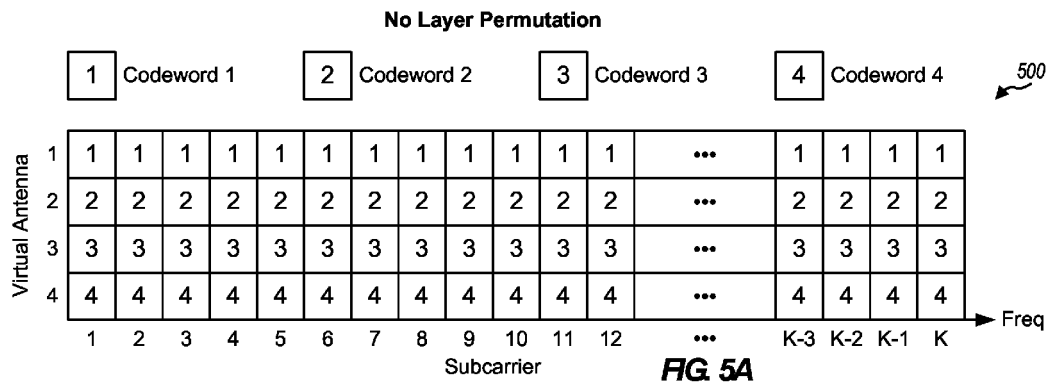 No Layer Permutation
1 Codeword 1 2 Codeword 2 3 Codeword 3 4 Codeword 4
500
Virtual Antenna
1 1 1 1 1 1 1 1 1 1 1 1 1 ••• 1 1 1 1
2 2 2 2 2 2 2 2 2 2 2 2 2 ••• 2 2 2 2
3 3 3 3 3 3 3 3 3 3 3 3 3 ••• 3 3 3 3
4 4 4 4 4 4 4 4 4 4 4 4 4 ••• 4 4 4 4
Freq
1 2 3 4 5 6 7 8 9 10 11 12 ••• K-3 K-2 K-1 K
Subcarrier
FIG. 5A